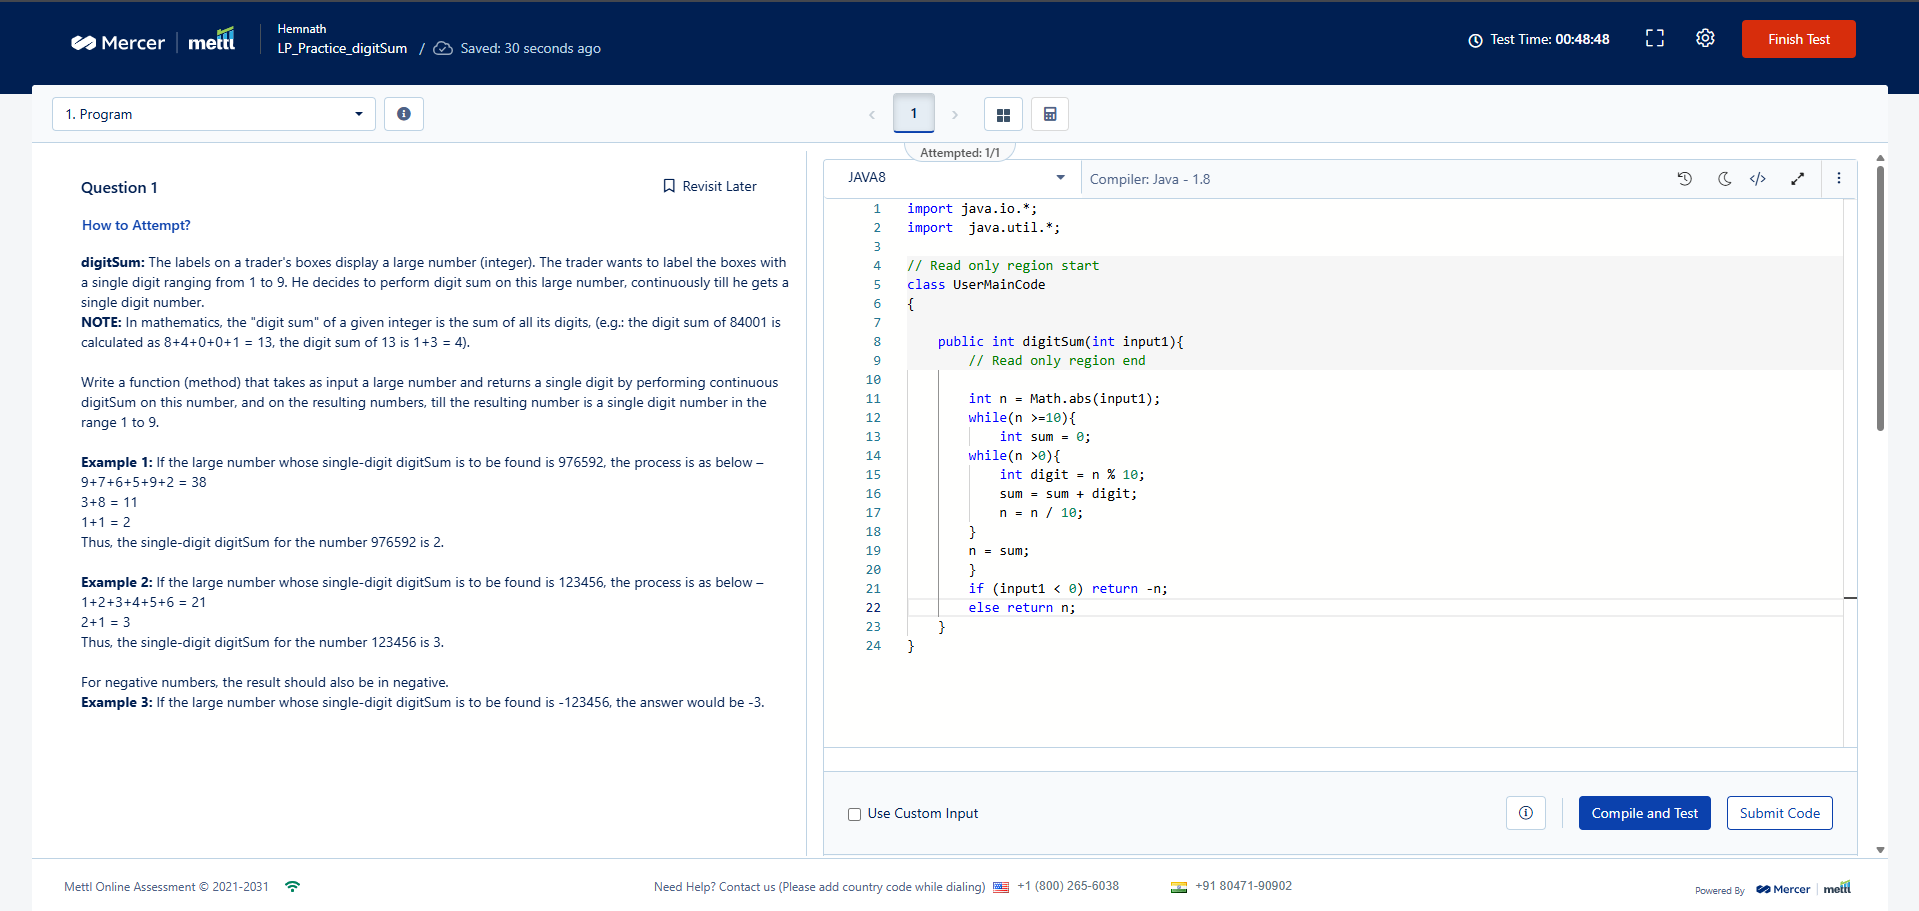 Mercer mettl
Hemnath
LP_Practice_digitSum / Saved: 30 seconds ago
Test Time: 00:48:48
Finish Test
1. Program
1
Attempted: 1/1
Question 1
Revisit Later
How to Attempt?
digitSum: The labels on a trader's boxes display a large number (integer). The trader wants to label the boxes with
a single digit ranging from 1 to 9. He decides to perform digit sum on this large number, continuously till he gets a
single digit number.
NOTE: In mathematics, the "digit sum" of a given integer is the sum of all its digits, (e.g.: the digit sum of 84001 is
calculated as 8+4+0+0+1 = 13, the digit sum of 13 is 1+3 = 4).
Write a function (method) that takes as input a large number and returns a single digit by performing continuous
digitSum on this number, and on the resulting numbers, till the resulting number is a single digit number in the
range 1 to 9.
Example 1: If the large number whose single-digit digitSum is to be found is 976592, the process is as below –
9+7+6+5+9+2 = 38
3+8 = 11
1+1 = 2
Thus, the single-digit digitSum for the number 976592 is 2.
Example 2: If the large number whose single-digit digitSum is to be found is 123456, the process is as below –
1+2+3+4+5+6 = 21
2+1 = 3
Thus, the single-digit digitSum for the number 123456 is 3.
For negative numbers, the result should also be in negative.
Example 3: If the large number whose single-digit digitSum is to be found is -123456, the answer would be -3.
JAVA8
Compiler: Java - 1.8
1 import java.io.*;
2 import  java.util.*;
3
4 // Read only region start
5 class UserMainCode
6 {
7
8     public int digitSum(int input1){
9         // Read only region end
10
11         int n = Math.abs(input1);
12         while(n >=10){
13             int sum = 0;
14         while(n >0){
15             int digit = n % 10;
16             sum = sum + digit;
17             n = n / 10;
18         }
19         n = sum;
20         }
21         if (input1 < 0) return -n;
22         else return n;
23     }
24 }
Use Custom Input
Compile and Test
Submit Code
Mettl Online Assessment © 2021-2031
Need Help? Contact us (Please add country code while dialing) +1 (800) 265-6038 +91 80471-90902
Powered By Mercer mettl